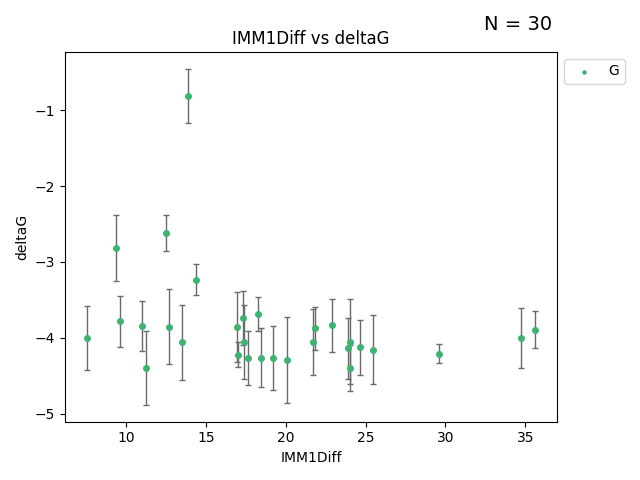 N = 30
IMM1Diff vs deltaG
G
−1
−2
−3
−4
−5
deltaG
10 15 20 25 30 35
IMM1Diff